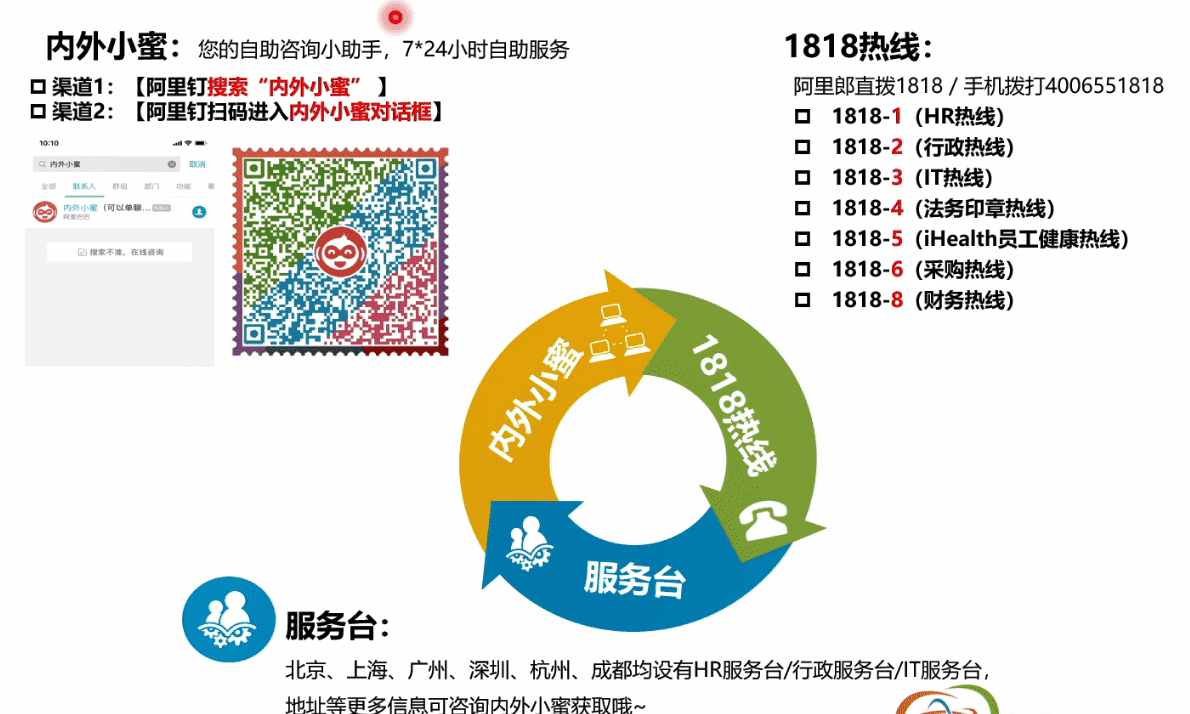 内外小蜜：您的自助咨询小助手，7*24小时自助服务
渠道1：【阿里钉搜索“内外小蜜” 】
渠道2：【阿里钉扫码进入内外小蜜对话框】
10:10
内外小蜜
取消
全部 联系人 群组 部门 功能
内外小蜜（可以单聊...
阿里巴巴
搜索不准，在线咨询
1818热线：
阿里郎直拨1818 / 手机拨打4006551818
1818-1（HR热线）
1818-2（行政热线）
1818-3（IT热线）
1818-4（法务印章热线）
1818-5（iHealth员工健康热线）
1818-6（采购热线）
1818-8（财务热线）
内外小蜜
1818热线
服务台
服务台：
北京、上海、广州、深圳、杭州、成都均设有HR服务台/行政服务台/IT服务台，
地址等更多信息可咨询内外小蜜获取哦~